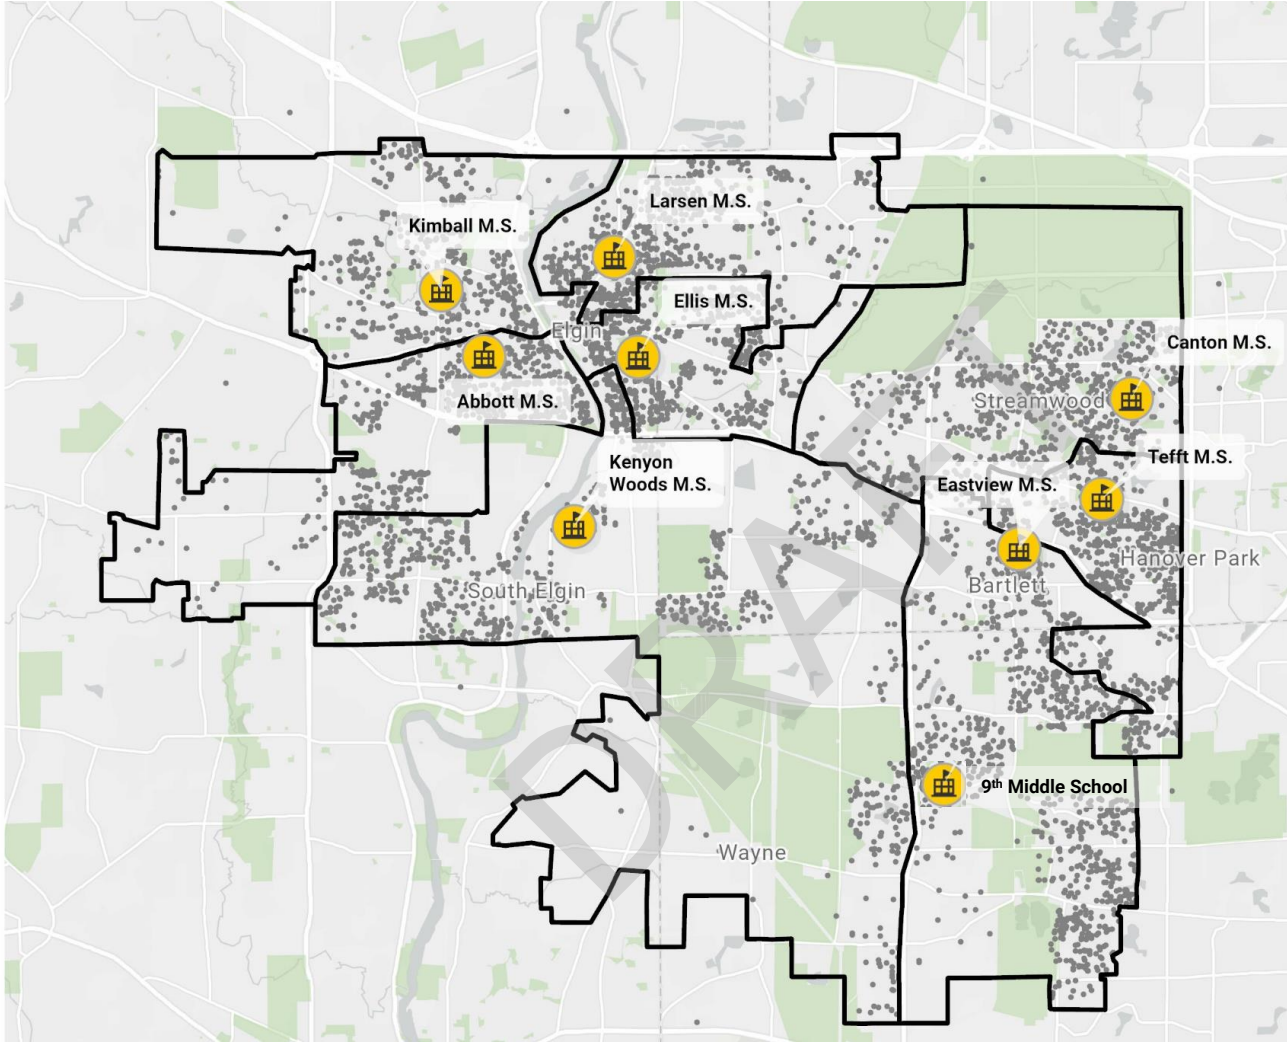 Larsen M.S.
Kimball M.S.
Ellis M.S.
Elgin
Canton M.S.
Abbott M.S.
Streamwood
Tefft M.S.
Kenyon
Woods M.S.
Eastview M.S.
Hanover Park
South Elgin
Bartlett
9th Middle School
Wayne
DRAFT